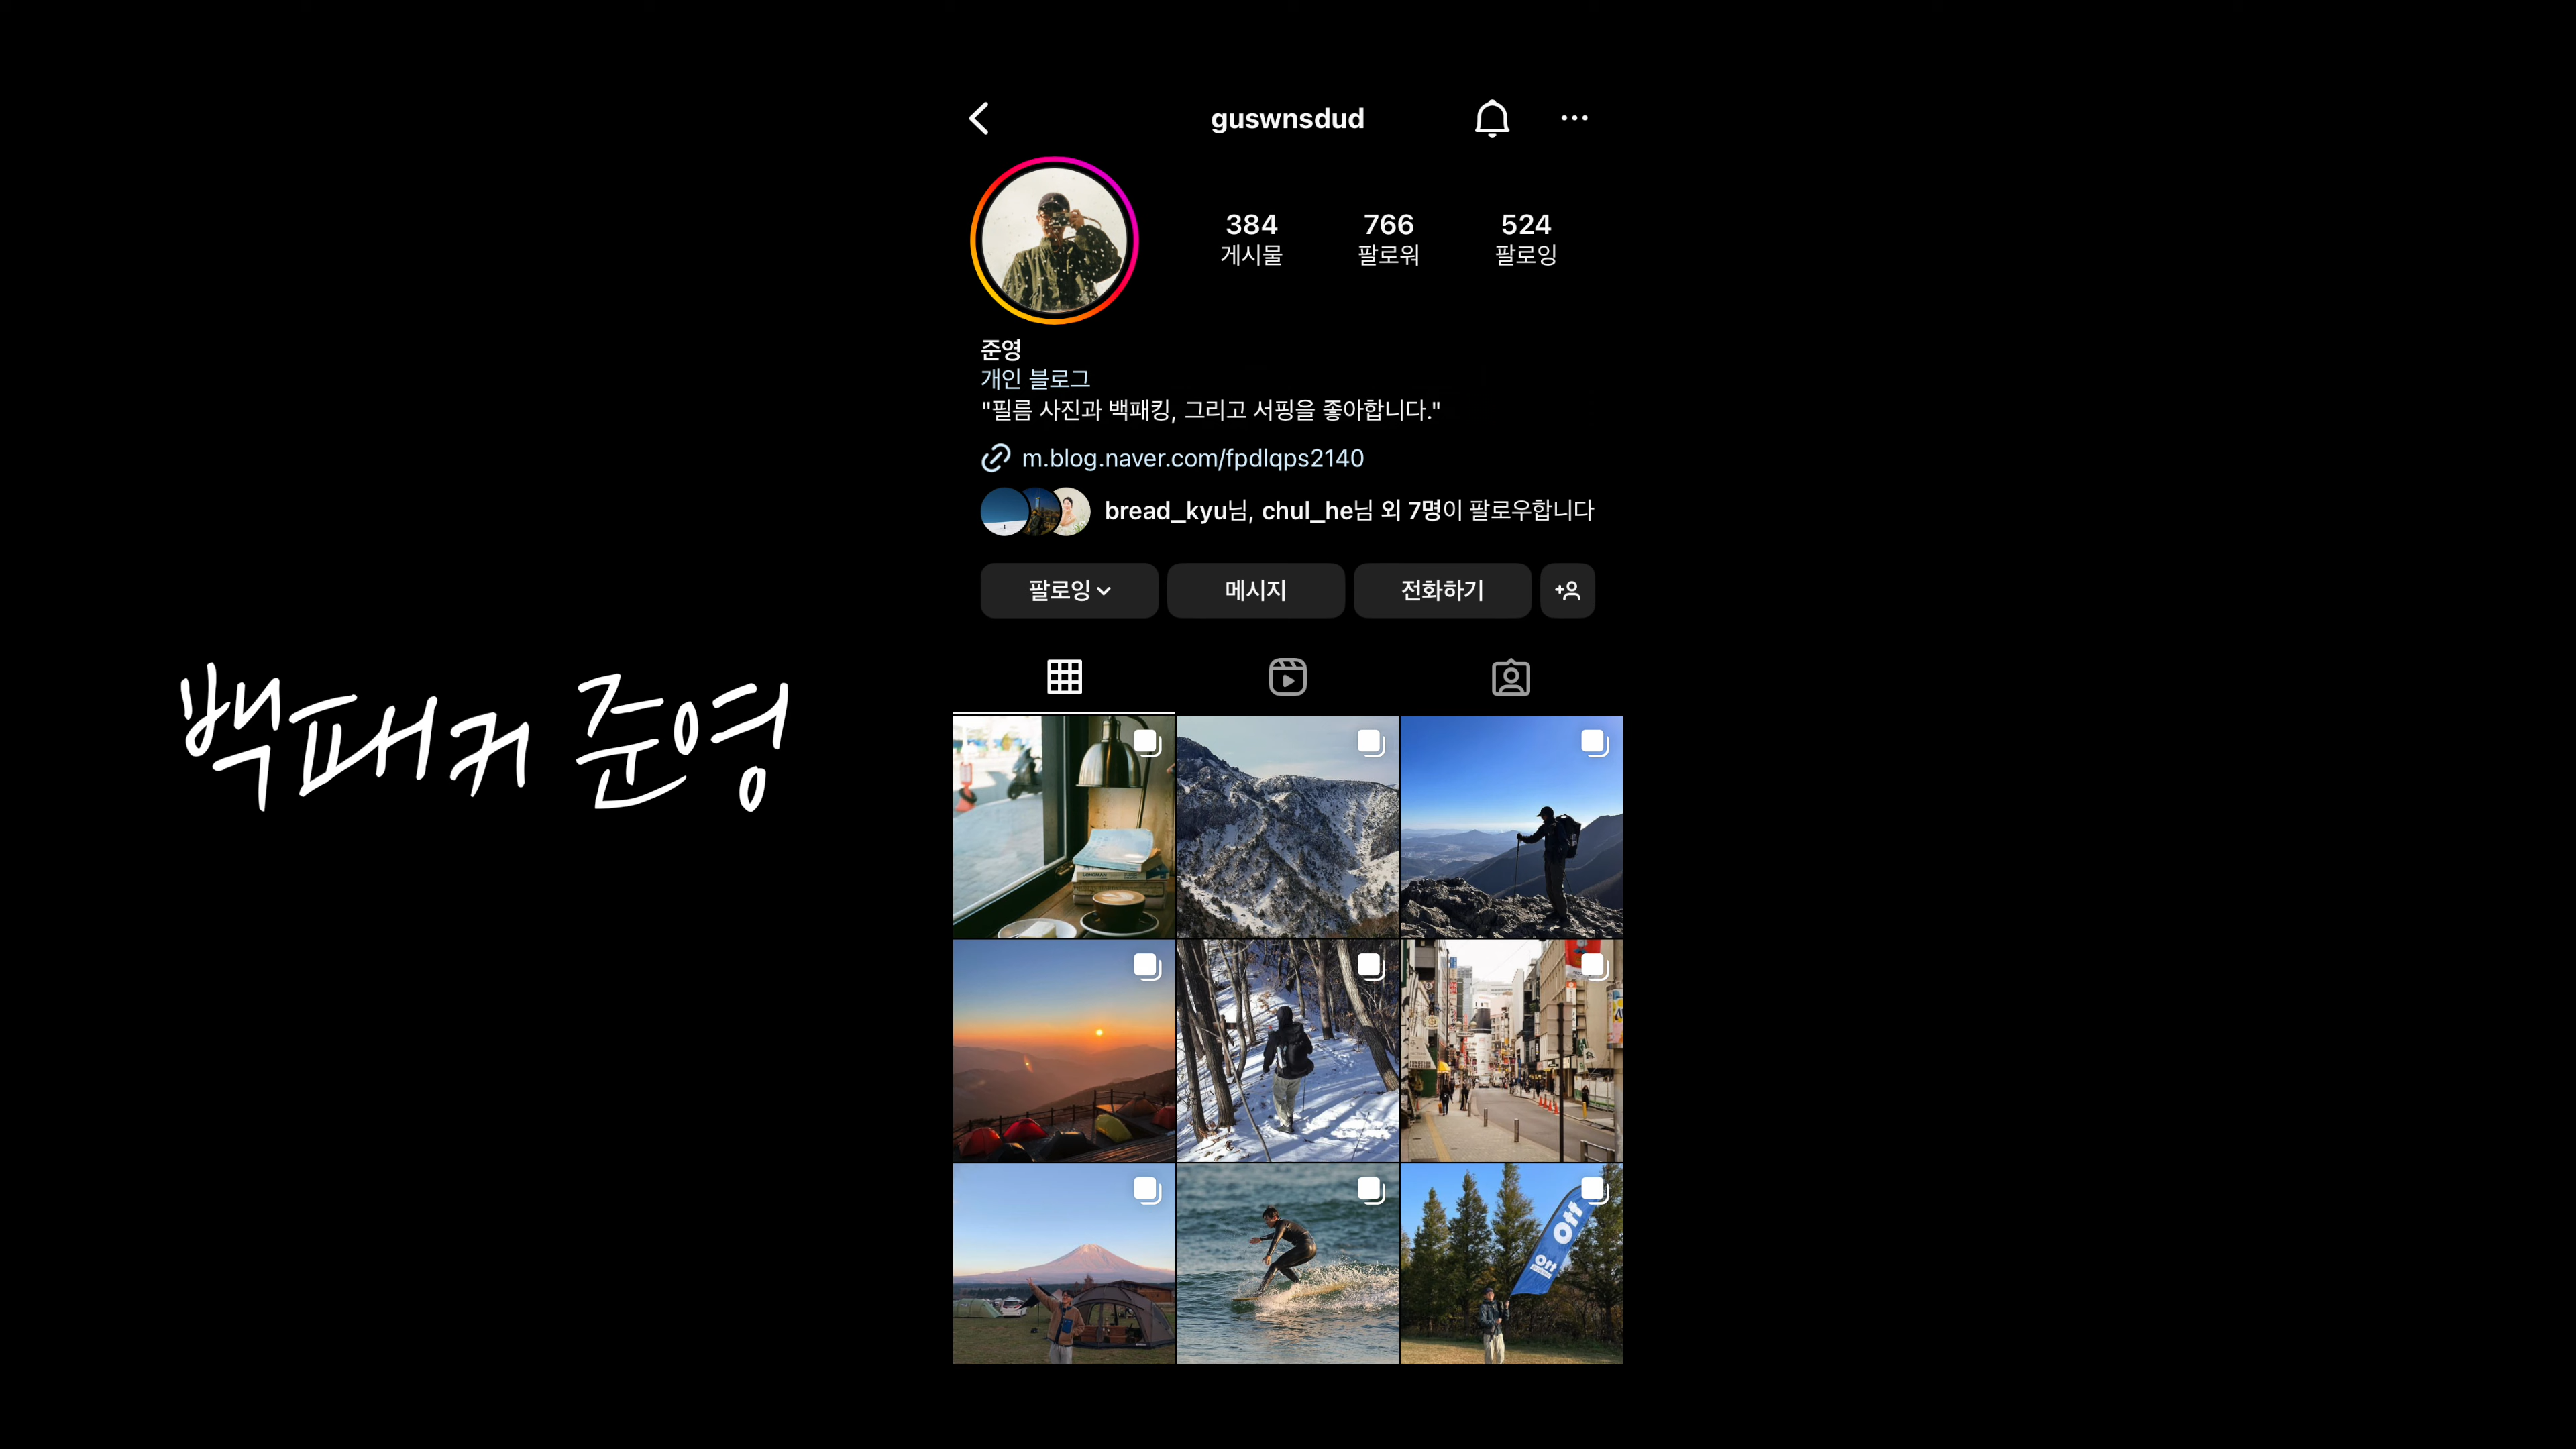 guswnsdud
384
게시물
766
팔로워
524
팔로잉
준영
개인 블로그
"필름 사진과 백패킹, 그리고 서핑을 좋아합니다."
m.blog.naver.com/fpdlqps2140
bread_kyu님, chul_he님 외 7명이 팔로우합니다
팔로잉
메시지
전화하기
백패커 준영
LONGMAN
Ott
Ott